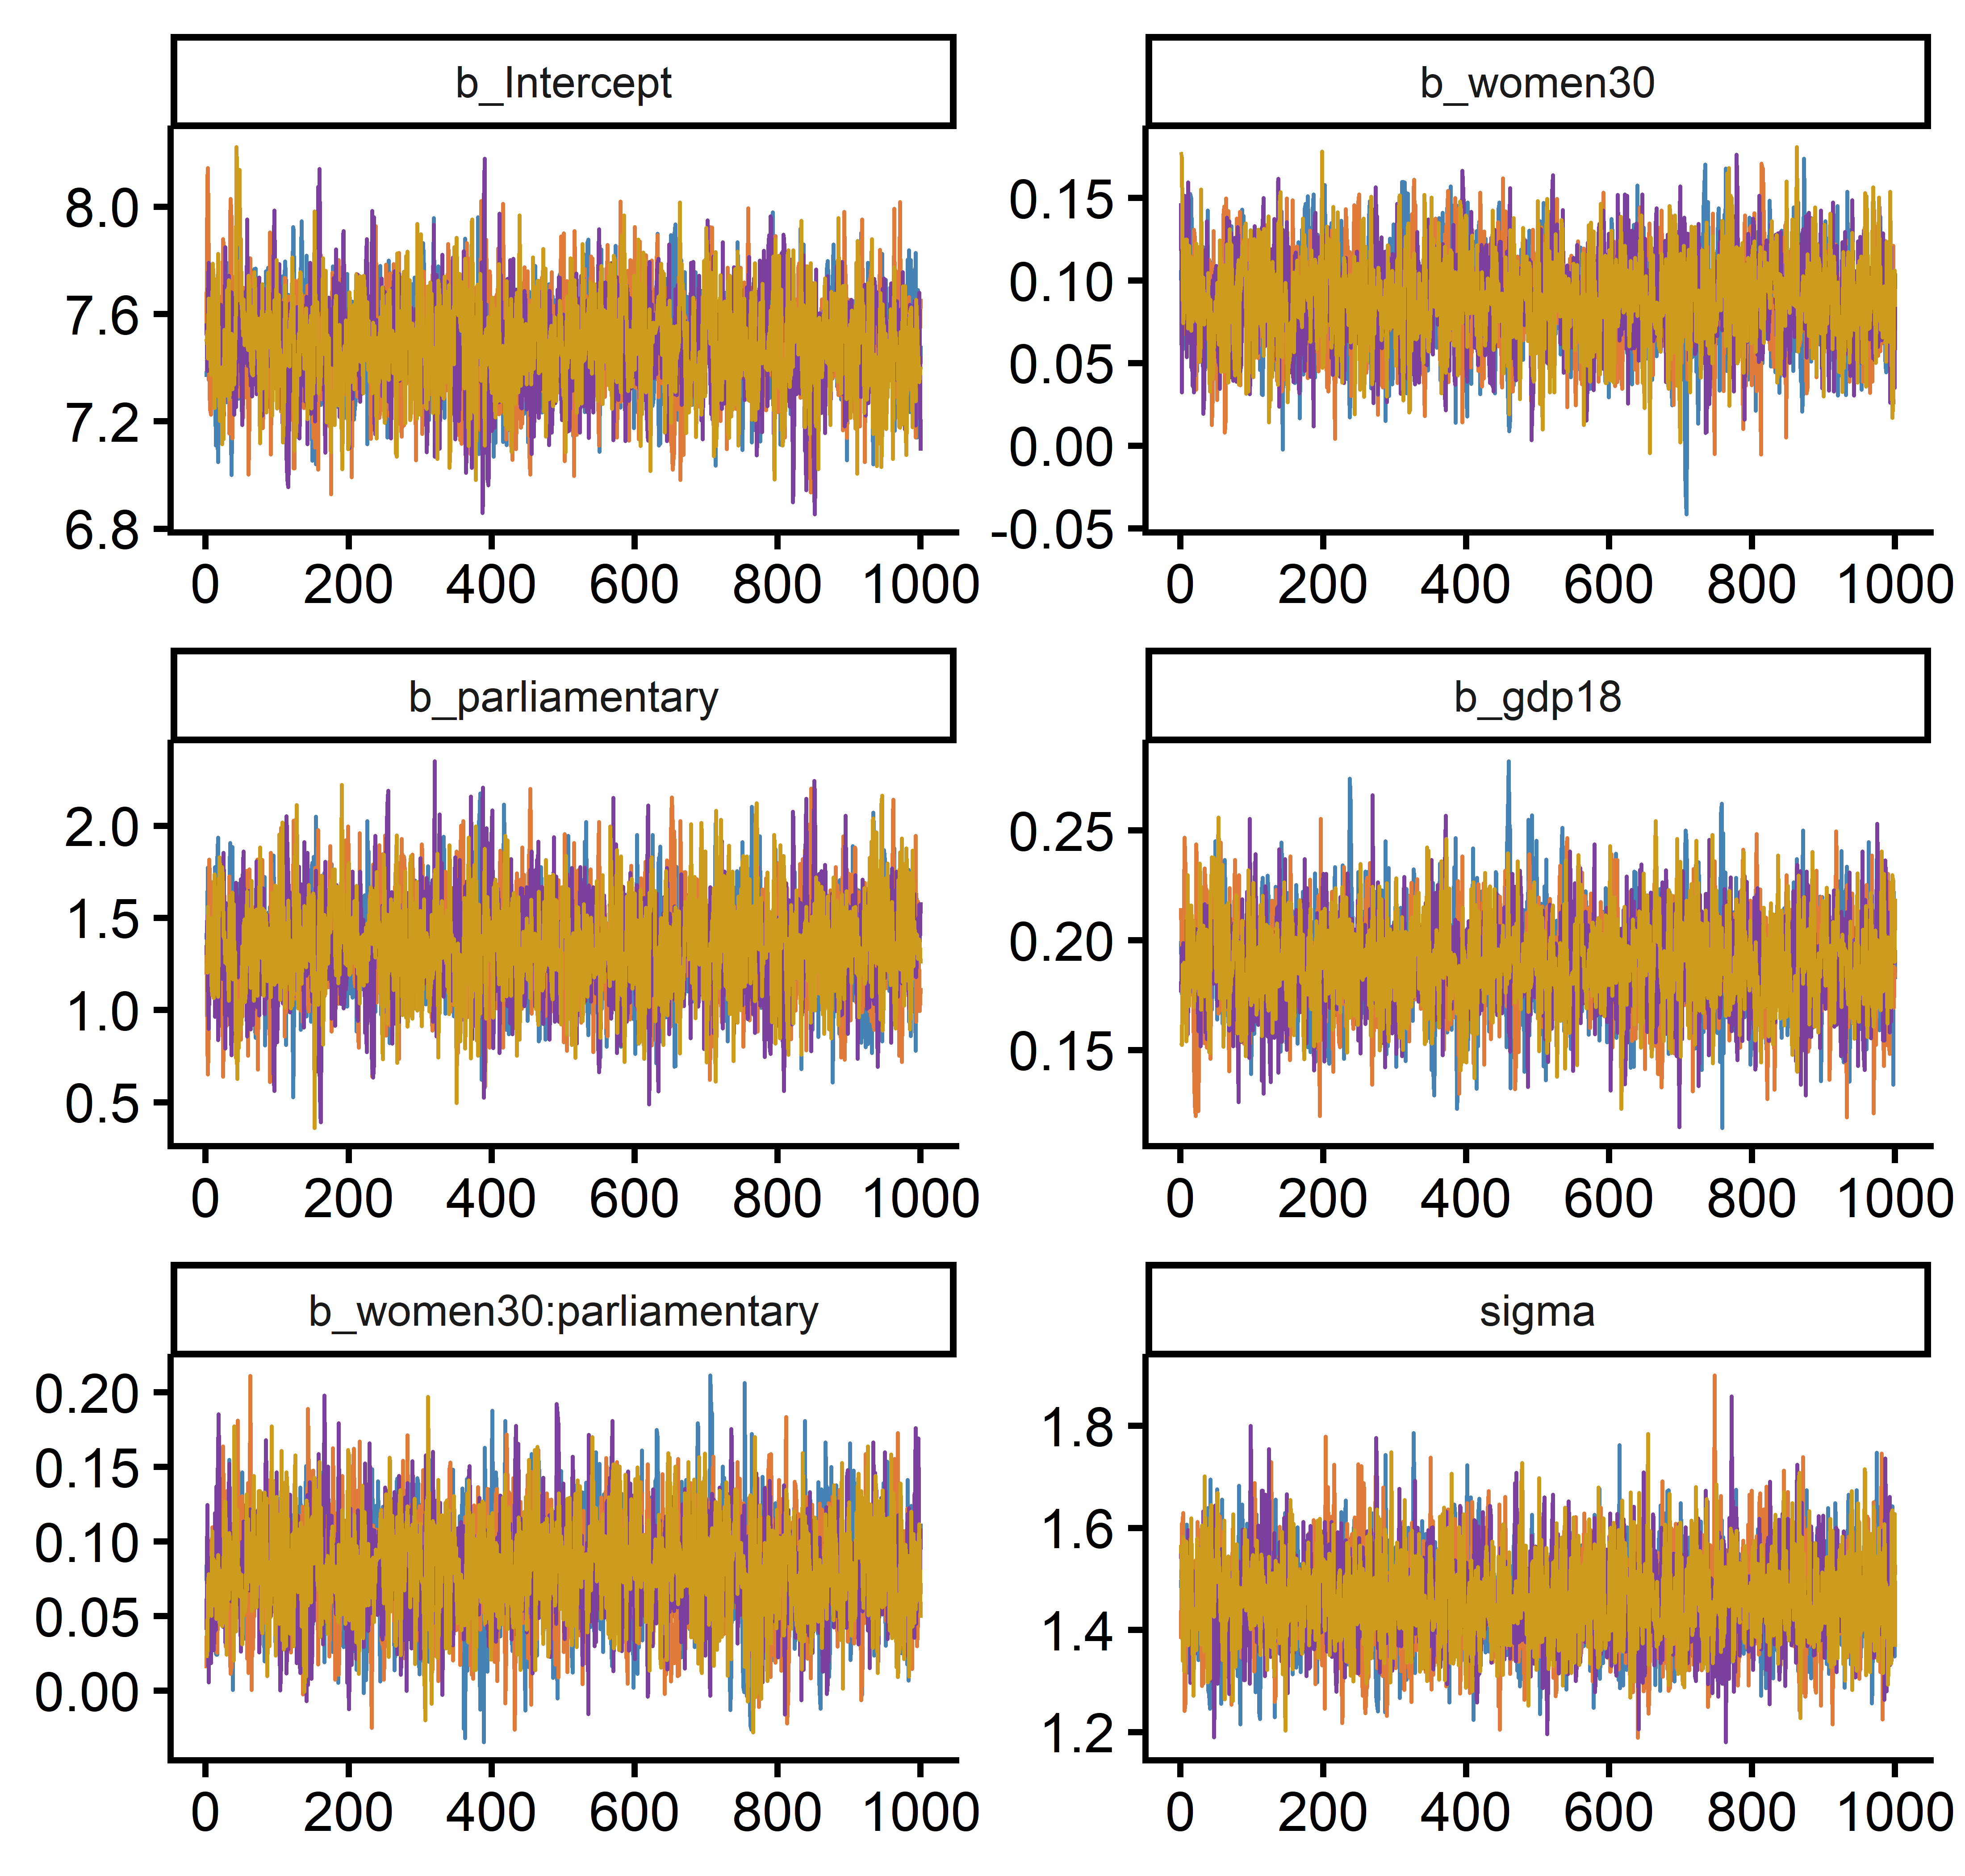 b_Intercept
8.0
7.6
7.2
6.8
0 200 400 600 800 1000
b_women30
0.15
0.10
0.05
0.00
-0.05
0 200 400 600 800 1000
b_parliamentary
2.0
1.5
1.0
0.5
0 200 400 600 800 1000
b_gdp18
0.25
0.20
0.15
0 200 400 600 800 1000
b_women30:parliamentary
0.20
0.15
0.10
0.05
0.00
0 200 400 600 800 1000
sigma
1.8
1.6
1.4
1.2
0 200 400 600 800 1000